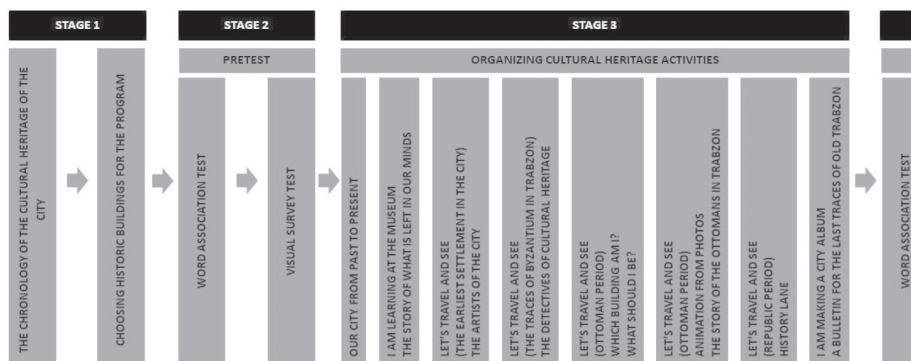 STAGE 1
STAGE 2
STAGE 3
PRETEST
ORGANIZING CULTURAL HERITAGE ACTIVITIES
THE CHRONOLOGY OF THE CULTURAL HERITAGE OF THE
CITY
CHOOSING HISTORIC BUILDINGS FOR THE PROGRAM
WORD ASSOCIATION TEST
VISUAL SURVEY TEST
OUR CITY FROM PAST TO PRESENT
I AM LEARNING AT THE MUSEUM
THE STORY OF WHAT IS LEFT IN OUR MINDS
LET'S TRAVEL AND SEE
(THE EARLIEST SETTLEMENT IN THE CITY)
THE ARTISTS OF THE CITY
LET'S TRAVEL AND SEE
(THE TRACES OF BYZANTIUM IN TRABZON)
THE DETECTIVES OF CULTURAL HERITAGE
LET'S TRAVEL AND SEE
(OTTOMAN PERIOD)
WHICH BUILDING AM I?
WHAT SHOULD I BE?
LET'S TRAVEL AND SEE
(OTTOMAN PERIOD)
ANIMATION FROM PHOTOS
THE STORY OF THE OTTOMANS IN TRABZON
LET'S TRAVEL AND SEE
(REPUBLIC PERIOD)
HISTORY LANE
I AM MAKING A CITY ALBUM
A BULLETIN FOR THE LAST TRACES OF OLD TRABZON
WORD ASSOCIATION TEST